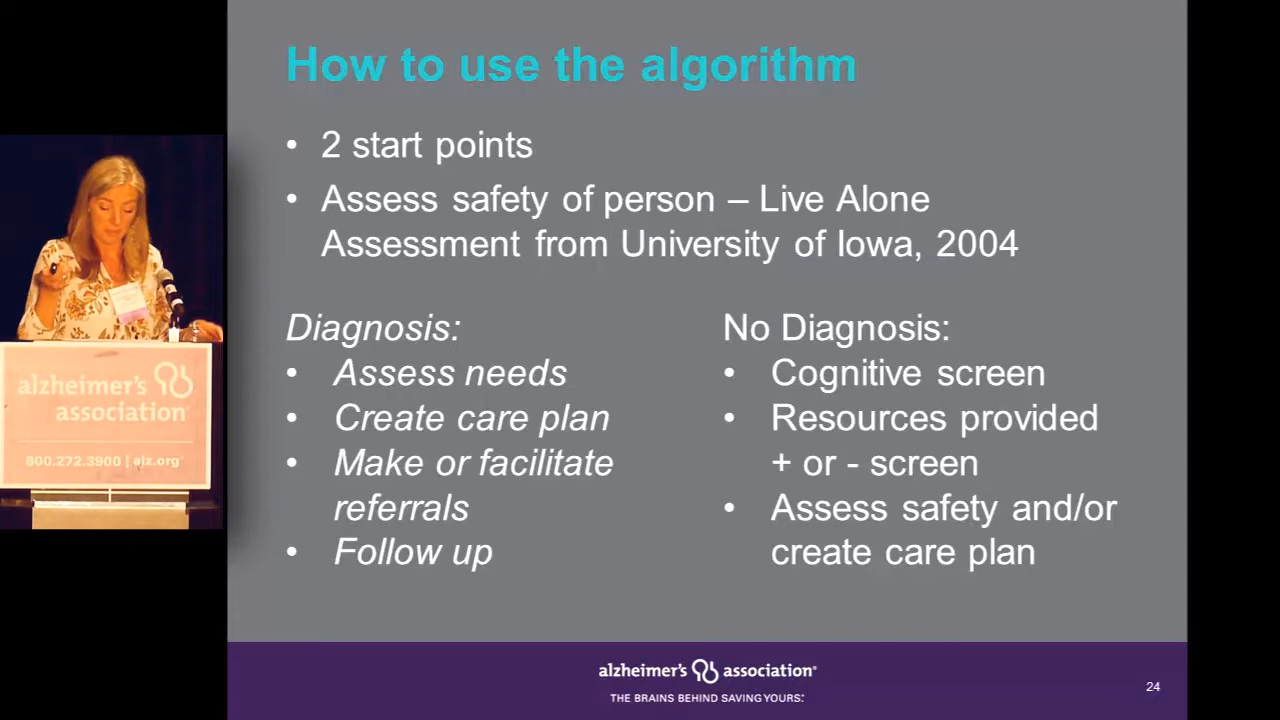 How to use the algorithm
• 2 start points
• Assess safety of person – Live Alone
Assessment from University of Iowa, 2004
Diagnosis:
• Assess needs
• Create care plan
• Make or facilitate
referrals
• Follow up
No Diagnosis:
• Cognitive screen
• Resources provided
+ or - screen
• Assess safety and/or
create care plan
alzheimer's association®
THE BRAINS BEHIND SAVING YOURS.™
24
alzheimer's
association®
800.272.3900 | alz.org®